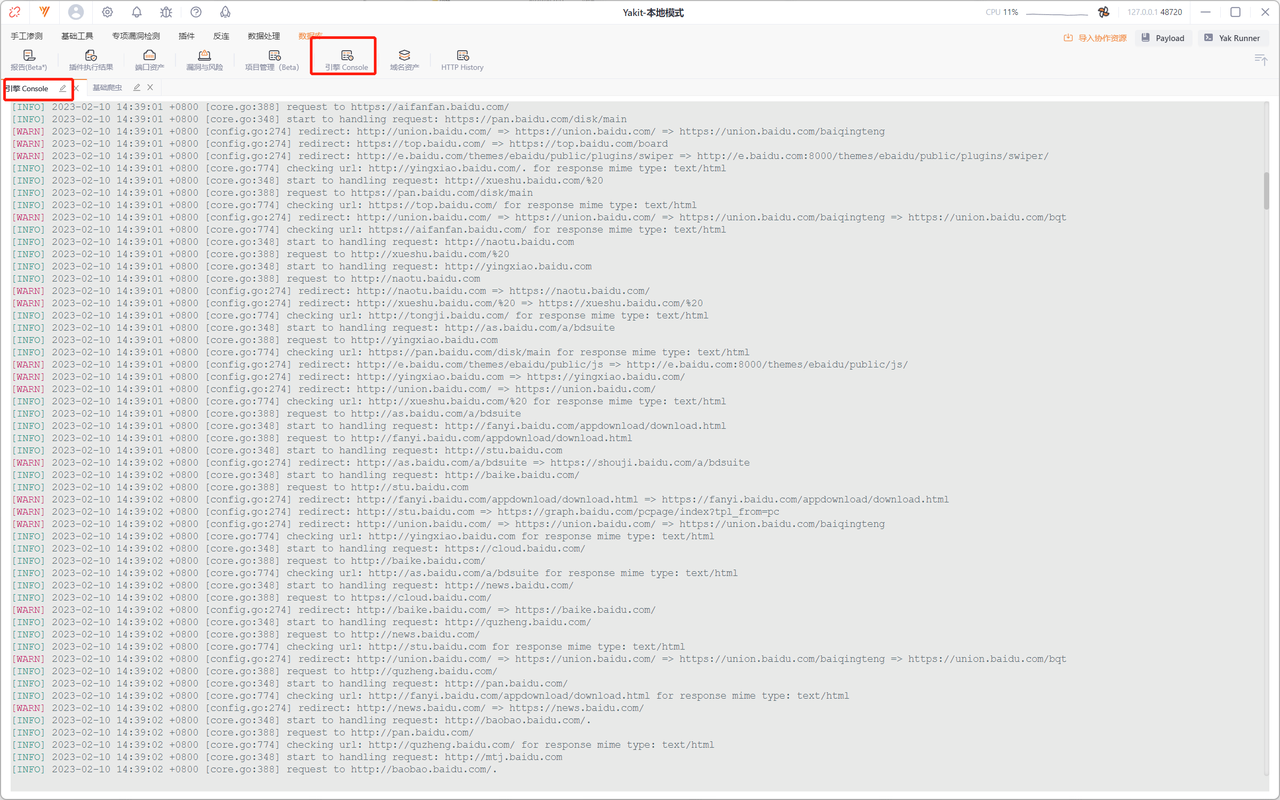 Yakit-本地模式
CPU 11%
127.0.0.1 48720
手工渗测 基础工具 专项漏洞检测 插件 反连 数据处理 数据库
导入协作资源 Payload Yak Runner
报告(Beta*) 插件执行结果 端口资产 漏洞与风险 项目管理 (Beta) 引擎 Console 域名资产 HTTP History
引擎 Console 基础爬虫
[INFO] 2023-02-10 14:39:01 +0800 [core.go:388] request to https://aifanfan.baidu.com/
[INFO] 2023-02-10 14:39:01 +0800 [core.go:348] start to handling request: https://pan.baidu.com/disk/main
[WARN] 2023-02-10 14:39:01 +0800 [config.go:274] redirect: http://union.baidu.com/ => https://union.baidu.com/ => https://union.baidu.com/baiqingteng
[WARN] 2023-02-10 14:39:01 +0800 [config.go:274] redirect: https://top.baidu.com/ => https://top.baidu.com/board
[WARN] 2023-02-10 14:39:01 +0800 [config.go:274] redirect: http://e.baidu.com/themes/ebaidu/public/plugins/swiper => http://e.baidu.com:8000/themes/ebaidu/public/plugins/swiper/
[INFO] 2023-02-10 14:39:01 +0800 [core.go:774] checking url: http://yingxiao.baidu.com/. for response mime type: text/html
[INFO] 2023-02-10 14:39:01 +0800 [core.go:348] start to handling request: http://xueshu.baidu.com/%20
[INFO] 2023-02-10 14:39:01 +0800 [core.go:388] request to https://pan.baidu.com/disk/main
[INFO] 2023-02-10 14:39:01 +0800 [core.go:774] checking url: https://top.baidu.com/ for response mime type: text/html
[WARN] 2023-02-10 14:39:01 +0800 [config.go:274] redirect: http://union.baidu.com/ => https://union.baidu.com/ => https://union.baidu.com/baiqingteng => https://union.baidu.com/bqt
[INFO] 2023-02-10 14:39:01 +0800 [core.go:774] checking url: https://aifanfan.baidu.com/ for response mime type: text/html
[INFO] 2023-02-10 14:39:01 +0800 [core.go:348] start to handling request: http://naotu.baidu.com
[INFO] 2023-02-10 14:39:01 +0800 [core.go:388] request to http://xueshu.baidu.com/%20
[INFO] 2023-02-10 14:39:01 +0800 [core.go:348] start to handling request: http://yingxiao.baidu.com
[INFO] 2023-02-10 14:39:01 +0800 [core.go:388] request to http://naotu.baidu.com
[WARN] 2023-02-10 14:39:01 +0800 [config.go:274] redirect: http://naotu.baidu.com => https://naotu.baidu.com/
[WARN] 2023-02-10 14:39:01 +0800 [config.go:274] redirect: http://xueshu.baidu.com/%20 => https://xueshu.baidu.com/%20
[INFO] 2023-02-10 14:39:01 +0800 [core.go:774] checking url: http://tongji.baidu.com/ for response mime type: text/html
[INFO] 2023-02-10 14:39:01 +0800 [core.go:348] start to handling request: http://as.baidu.com/a/bdsuite
[INFO] 2023-02-10 14:39:01 +0800 [core.go:388] request to http://yingxiao.baidu.com
[INFO] 2023-02-10 14:39:01 +0800 [core.go:774] checking url: https://pan.baidu.com/disk/main for response mime type: text/html
[WARN] 2023-02-10 14:39:01 +0800 [config.go:274] redirect: http://e.baidu.com/themes/ebaidu/public/js => http://e.baidu.com:8000/themes/ebaidu/public/js/
[WARN] 2023-02-10 14:39:01 +0800 [config.go:274] redirect: http://yingxiao.baidu.com => https://yingxiao.baidu.com/
[WARN] 2023-02-10 14:39:01 +0800 [config.go:274] redirect: http://union.baidu.com/ => https://union.baidu.com/
[INFO] 2023-02-10 14:39:01 +0800 [core.go:774] checking url: http://xueshu.baidu.com/%20 for response mime type: text/html
[INFO] 2023-02-10 14:39:01 +0800 [core.go:388] request to http://as.baidu.com/a/bdsuite
[INFO] 2023-02-10 14:39:01 +0800 [core.go:348] start to handling request: http://fanyi.baidu.com/appdownload/download.html
[INFO] 2023-02-10 14:39:01 +0800 [core.go:388] request to http://fanyi.baidu.com/appdownload/download.html
[INFO] 2023-02-10 14:39:01 +0800 [core.go:348] start to handling request: http://stu.baidu.com
[WARN] 2023-02-10 14:39:02 +0800 [config.go:274] redirect: http://as.baidu.com/a/bdsuite => https://shouji.baidu.com/a/bdsuite
[INFO] 2023-02-10 14:39:02 +0800 [core.go:348] start to handling request: http://baike.baidu.com/
[INFO] 2023-02-10 14:39:02 +0800 [core.go:388] request to http://stu.baidu.com
[WARN] 2023-02-10 14:39:02 +0800 [config.go:274] redirect: http://fanyi.baidu.com/appdownload/download.html => https://fanyi.baidu.com/appdownload/download.html
[WARN] 2023-02-10 14:39:02 +0800 [config.go:274] redirect: http://stu.baidu.com => https://graph.baidu.com/pcpage/index?tpl_from=pc
[WARN] 2023-02-10 14:39:02 +0800 [config.go:274] redirect: http://union.baidu.com/ => https://union.baidu.com/ => https://union.baidu.com/baiqingteng
[INFO] 2023-02-10 14:39:02 +0800 [core.go:774] checking url: http://yingxiao.baidu.com for response mime type: text/html
[INFO] 2023-02-10 14:39:02 +0800 [core.go:348] start to handling request: https://cloud.baidu.com/
[INFO] 2023-02-10 14:39:02 +0800 [core.go:388] request to http://baike.baidu.com/
[INFO] 2023-02-10 14:39:02 +0800 [core.go:774] checking url: http://as.baidu.com/a/bdsuite for response mime type: text/html
[INFO] 2023-02-10 14:39:02 +0800 [core.go:348] start to handling request: http://news.baidu.com/
[INFO] 2023-02-10 14:39:02 +0800 [core.go:388] request to https://cloud.baidu.com/
[WARN] 2023-02-10 14:39:02 +0800 [config.go:274] redirect: http://baike.baidu.com/ => https://baike.baidu.com/
[INFO] 2023-02-10 14:39:02 +0800 [core.go:348] start to handling request: http://quzheng.baidu.com/
[INFO] 2023-02-10 14:39:02 +0800 [core.go:388] request to http://news.baidu.com/
[INFO] 2023-02-10 14:39:02 +0800 [core.go:774] checking url: http://stu.baidu.com for response mime type: text/html
[WARN] 2023-02-10 14:39:02 +0800 [config.go:274] redirect: http://union.baidu.com/ => https://union.baidu.com/ => https://union.baidu.com/baiqingteng => https://union.baidu.com/bqt
[INFO] 2023-02-10 14:39:02 +0800 [core.go:388] request to http://quzheng.baidu.com/
[INFO] 2023-02-10 14:39:02 +0800 [core.go:348] start to handling request: http://pan.baidu.com/
[INFO] 2023-02-10 14:39:02 +0800 [core.go:774] checking url: http://fanyi.baidu.com/appdownload/download.html for response mime type: text/html
[WARN] 2023-02-10 14:39:02 +0800 [config.go:274] redirect: http://news.baidu.com/ => https://news.baidu.com/
[INFO] 2023-02-10 14:39:02 +0800 [core.go:348] start to handling request: http://baobao.baidu.com/.
[INFO] 2023-02-10 14:39:02 +0800 [core.go:388] request to http://pan.baidu.com/
[INFO] 2023-02-10 14:39:02 +0800 [core.go:774] checking url: http://quzheng.baidu.com/ for response mime type: text/html
[INFO] 2023-02-10 14:39:02 +0800 [core.go:348] start to handling request: http://mtj.baidu.com
[INFO] 2023-02-10 14:39:02 +0800 [core.go:388] request to http://baobao.baidu.com/.